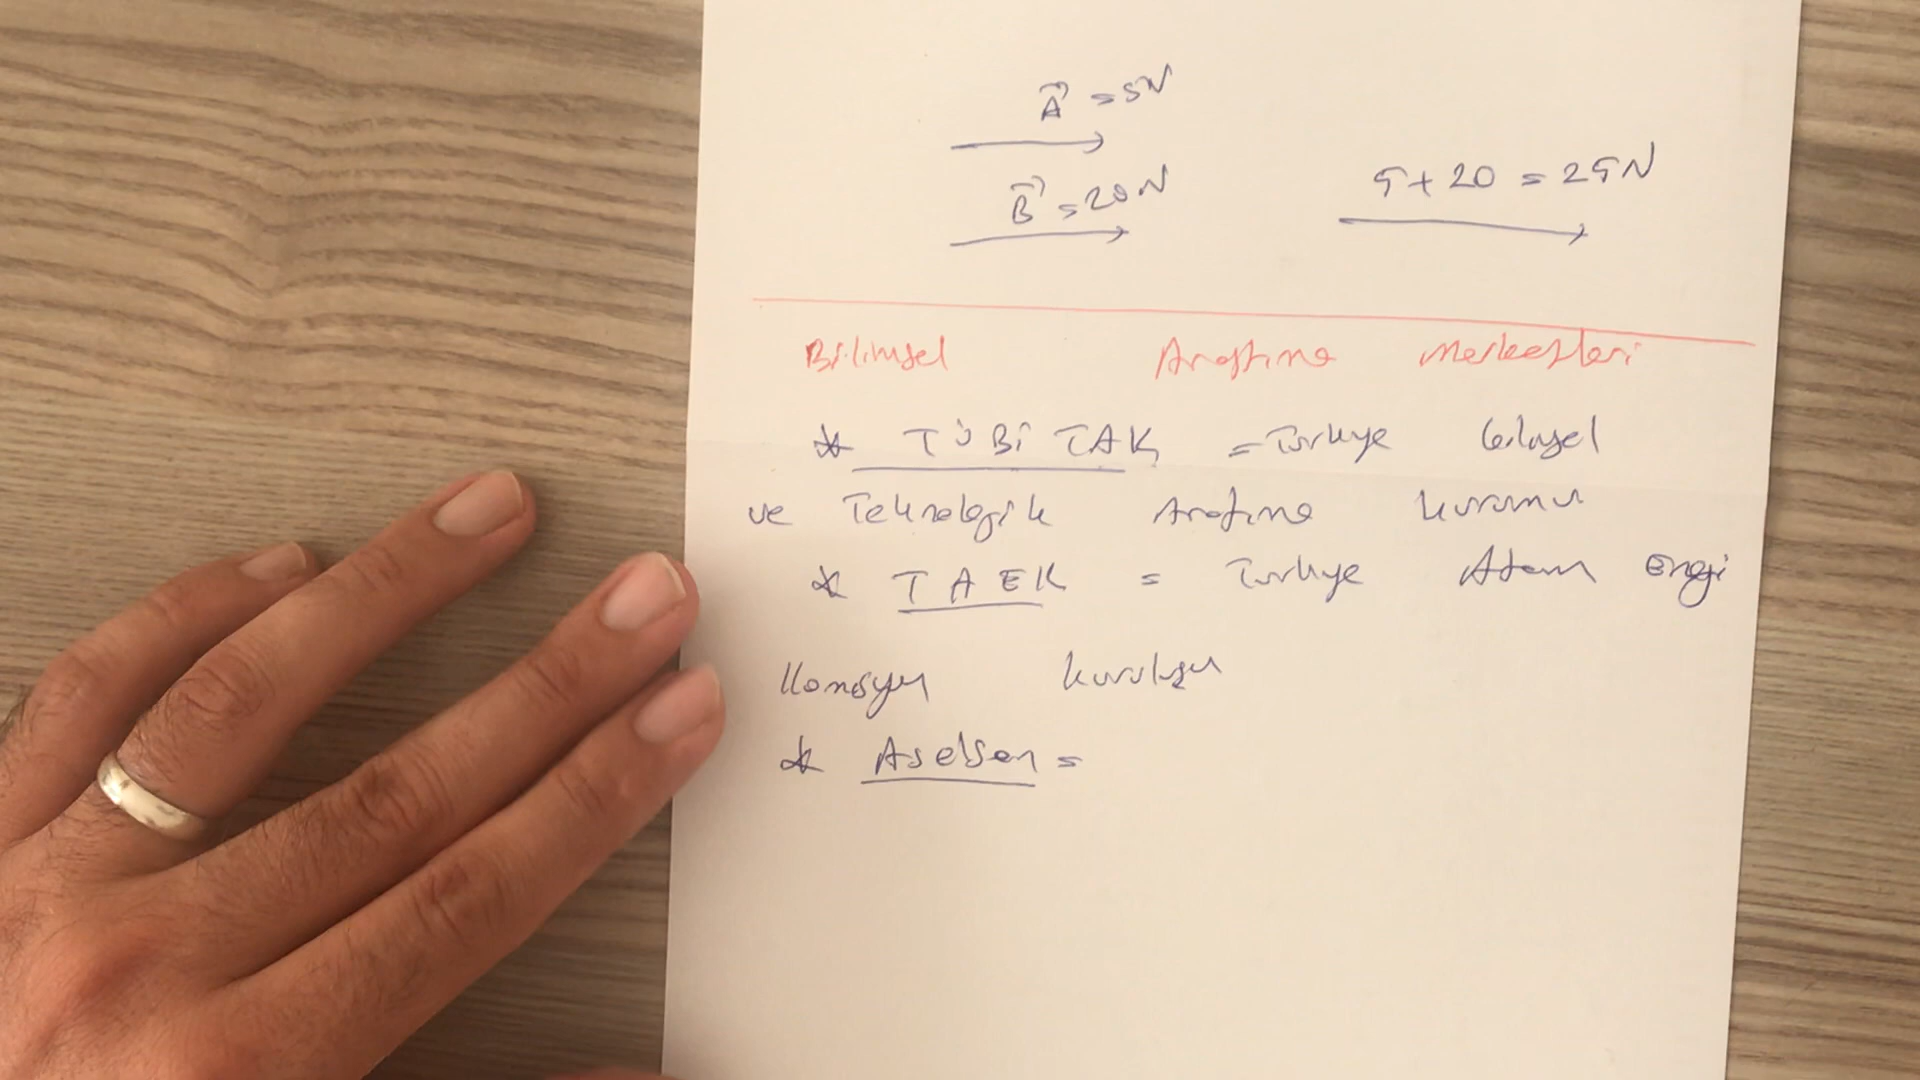 A⃗ = 5N
B⃗ = 20N
5 + 20 = 25N
Bilimsel Araştırma Merkezleri
* TÜBİTAK = Türkiye bilimsel
ve Teknolojik Araştırma kurumu
* TAEK = Türkiye Atom Enerji
Komisyon kuruluşu
* Aselsan =